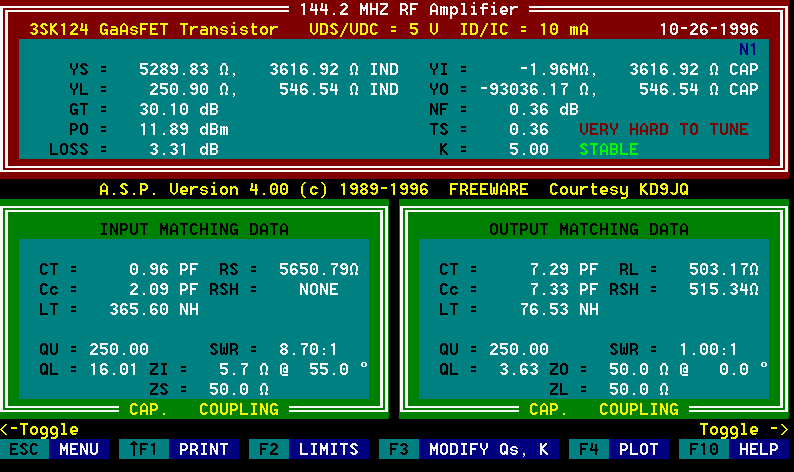 144.2 MHZ RF Amplifier
3SK124 GaAsFET Transistor VDS/VDC = 5 V ID/IC = 10 mA 10-26-1996
N1
YS = 5289.83 Ω, 3616.92 Ω IND YI = -1.96MΩ, 3616.92 Ω CAP
YL = 250.90 Ω, 546.54 Ω IND YO = -93036.17 Ω, 546.54 Ω CAP
GT = 30.10 dB NF = 0.36 dB
PO = 11.89 dBm TS = 0.36 VERY HARD TO TUNE
LOSS = 3.31 dB K = 5.00 STABLE
A.S.P. Version 4.00 (c) 1989-1996 FREEWARE Courtesy KD9JQ
INPUT MATCHING DATA
CT = 0.96 PF RS = 5650.79Ω
Cc = 2.09 PF RSH = NONE
LT = 365.60 NH
QU = 250.00 SWR = 8.70:1
QL = 16.01 ZI = 5.7 Ω @ 55.0 °
ZS = 50.0 Ω
CAP. COUPLING
OUTPUT MATCHING DATA
CT = 7.29 PF RL = 503.17Ω
Cc = 7.33 PF RSH = 515.34Ω
LT = 76.53 NH
QU = 250.00 SWR = 1.00:1
QL = 3.63 ZO = 50.0 Ω @ 0.0 °
ZL = 50.0 Ω
CAP. COUPLING
<-Toggle Toggle ->
ESC MENU ↑F1 PRINT F2 LIMITS F3 MODIFY Qs, K F4 PLOT F10 HELP